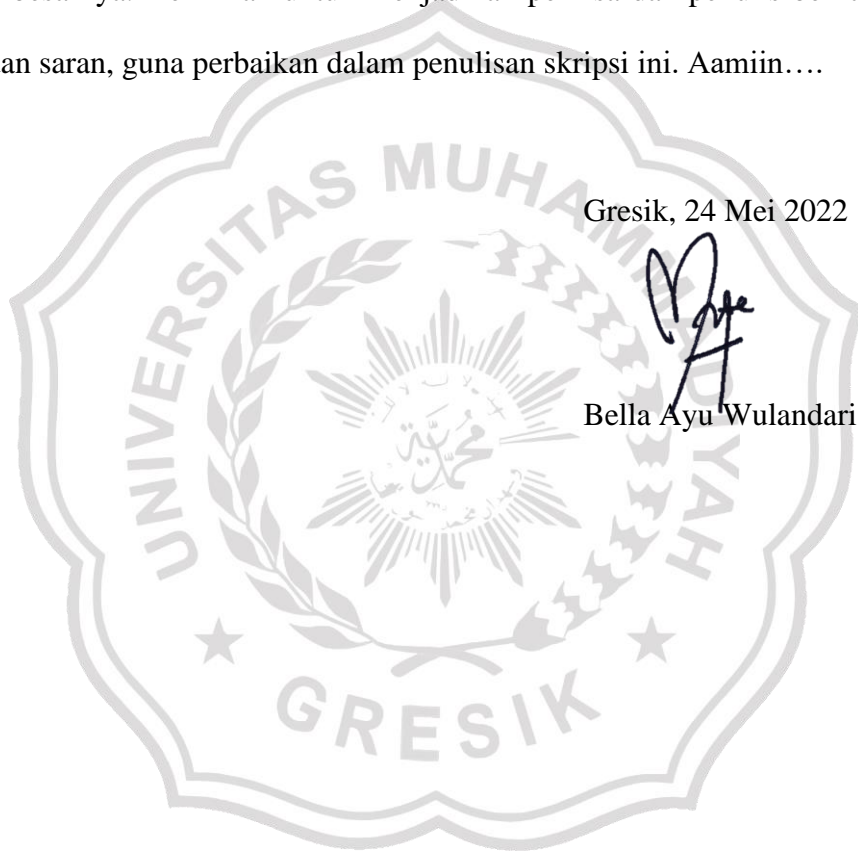 an saran, guna perbaikan dalam penulisan skripsi ini. Aamiin….
Gresik, 24 Mei 2022
Bella Ayu Wulandari
UNIVERSITAS MUHAMMADIYAH
GRESIK